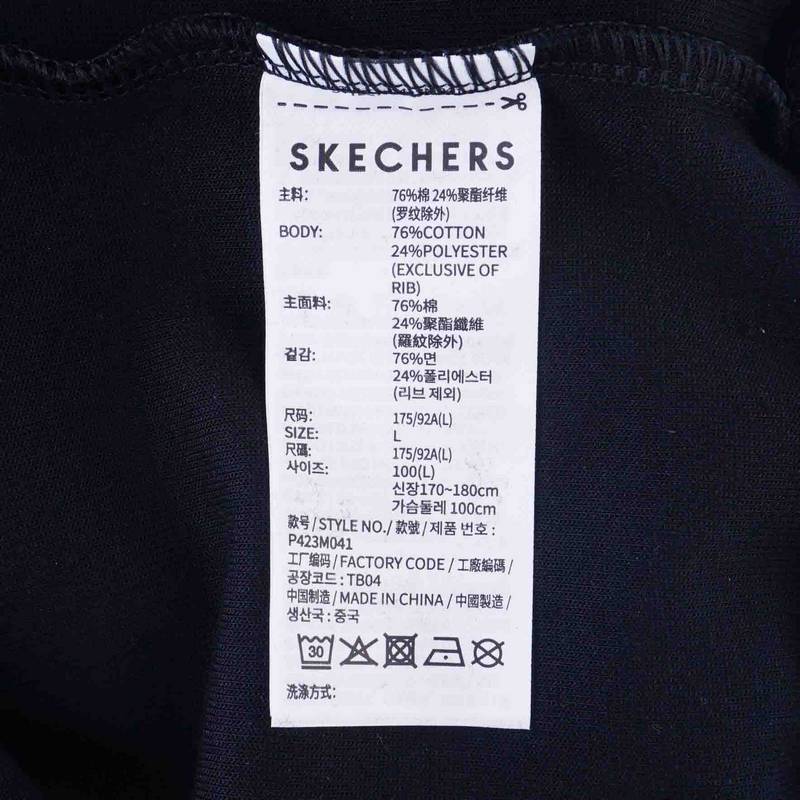 SKECHERS
主料: 76%棉 24%聚酯纤维
(罗纹除外)
BODY: 76%COTTON
24%POLYESTER
(EXCLUSIVE OF
RIB)
主面料: 76%棉
24%聚酯纖維
(羅紋除外)
겉감: 76%면
24%폴리에스터
(리브 제외)
尺码: 175/92A(L)
SIZE: L
尺碼: 175/92A(L)
사이즈: 100(L)
신장170~180cm
가슴둘레 100cm
款号/STYLE NO./款號/제품 번호:
P423M041
工厂编码/FACTORY CODE/工廠編碼/
공장코드:TB04
中国制造/MADE IN CHINA/中國製造/
생산국:중국
30
洗涤方式: